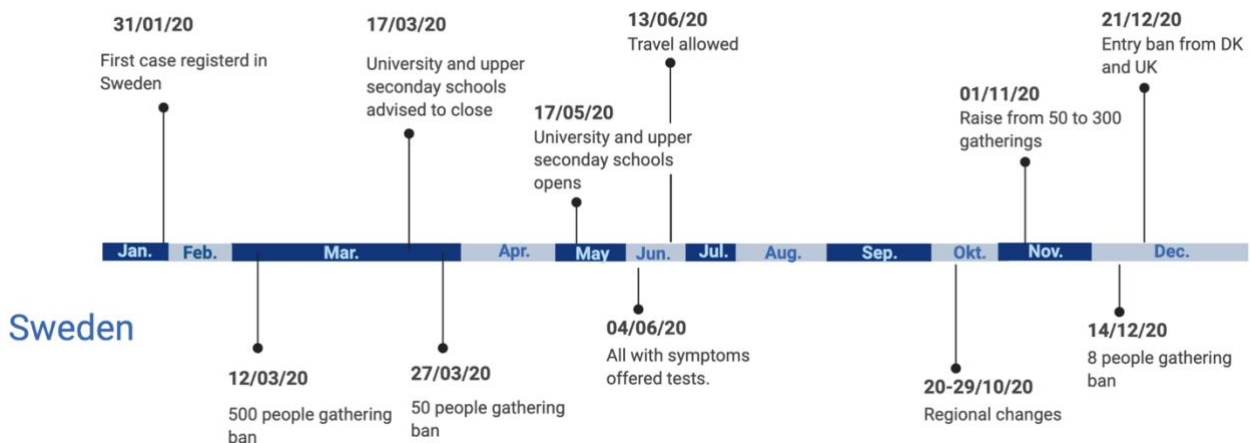 31/01/20
First case registerd in
Sweden
17/03/20
University and upper
seconday schools
advised to close
17/05/20
University and upper
seconday schools
opens
13/06/20
Travel allowed
01/11/20
Raise from 50 to 300
gatherings
21/12/20
Entry ban from DK
and UK
Jan.
Feb.
Mar.
Apr.
May
Jun.
Jul.
Aug.
Sep.
Okt.
Nov.
Dec.
Sweden
12/03/20
500 people gathering
ban
27/03/20
50 people gathering
ban
04/06/20
All with symptoms
offered tests.
20-29/10/20
Regional changes
14/12/20
8 people gathering
ban